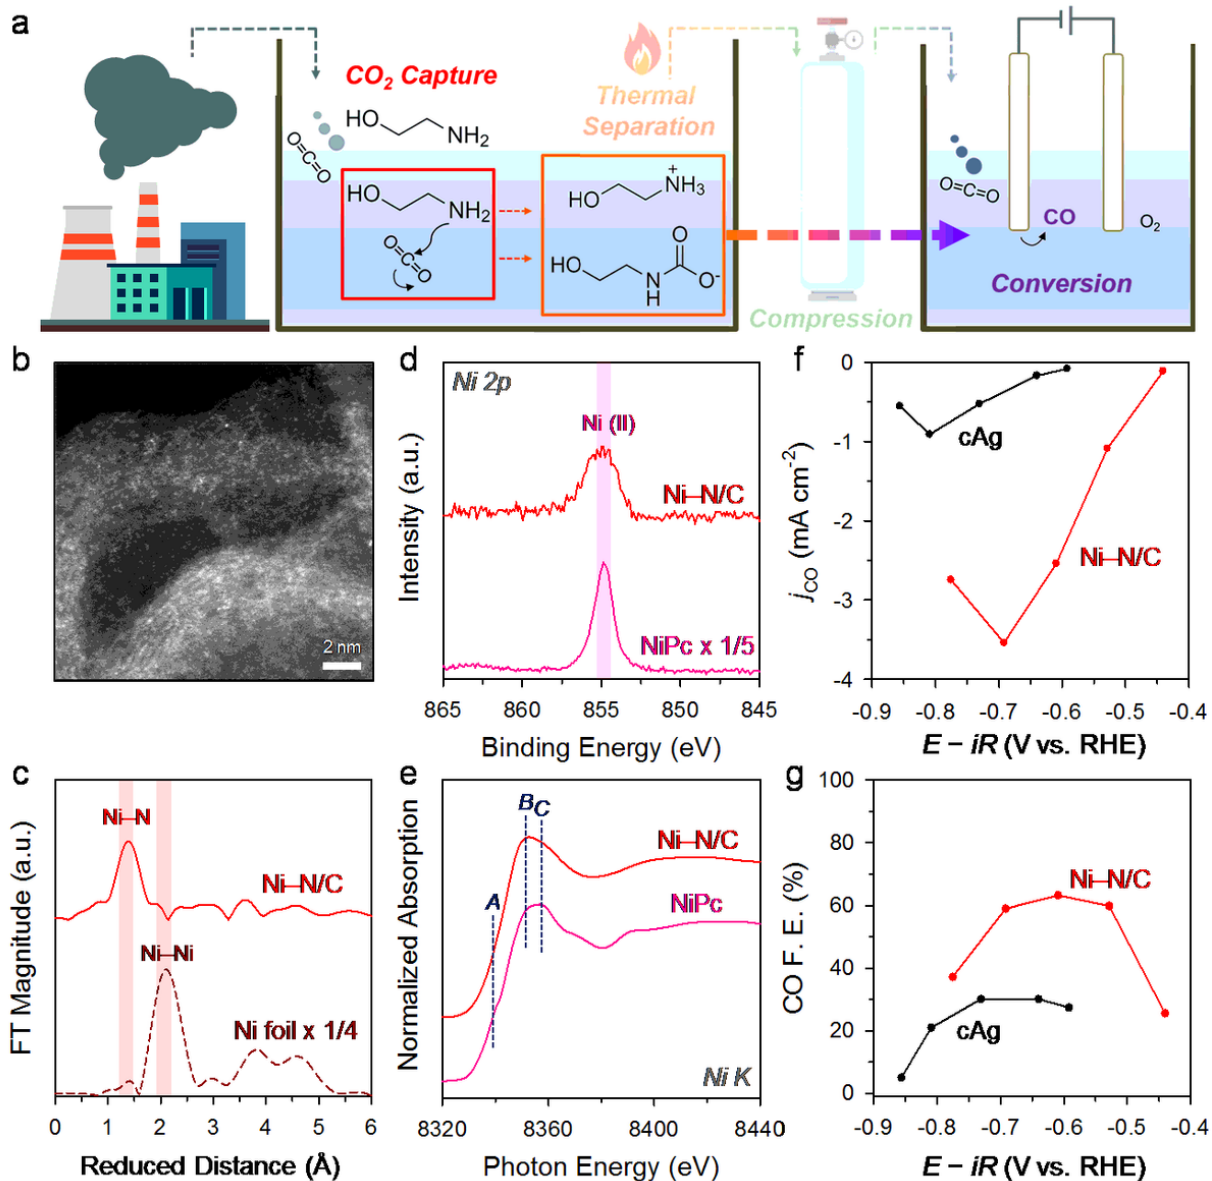 a
CO2 Capture
HO
NH2
O=C=O
HO
NH2
O=C=O
HO
+
NH3
HO
N
H
O
O-
Thermal
Separation
Compression
O=C=O
CO
O2
Conversion
b
2 nm
c
Ni–N
Ni–N/C
Ni–Ni
Ni foil x 1/4
FT Magnitude (a.u.)
0 1 2 3 4 5 6
Reduced Distance (Å)
d
Ni 2p
Ni (II)
Ni–N/C
NiPc x 1/5
Intensity (a.u.)
865 860 855 850 845
Binding Energy (eV)
e
A
B
C
Ni–N/C
NiPc
Ni K
Normalized Absorption
8320 8360 8400 8440
Photon Energy (eV)
f
0
-1
-2
-3
-4
jCO (mA cm-2)
cAg
Ni–N/C
-0.9 -0.8 -0.7 -0.6 -0.5 -0.4
E – iR (V vs. RHE)
g
100
80
60
40
20
0
CO F. E. (%)
Ni–N/C
cAg
-0.9 -0.8 -0.7 -0.6 -0.5 -0.4
E – iR (V vs. RHE)